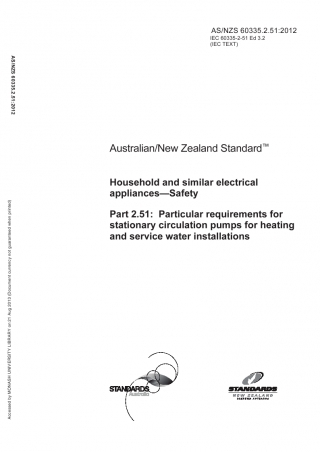 AS/NZS 60335.2.51:2012
IEC 60335-2-51 Ed 3.2
(IEC TEXT)
AS/NZS 60335.2.51:2012
Australian/New Zealand Standard™
Household and similar electrical
appliances—Safety
Part 2.51: Particular requirements for
stationary circulation pumps for heating
and service water installations
Accessed by MONASH UNIVERSITY LIBRARY on 21 Aug 2013 (Document currency not guaranteed when printed)
STANDARDS
Australia
STANDARDS
NEW ZEALAND